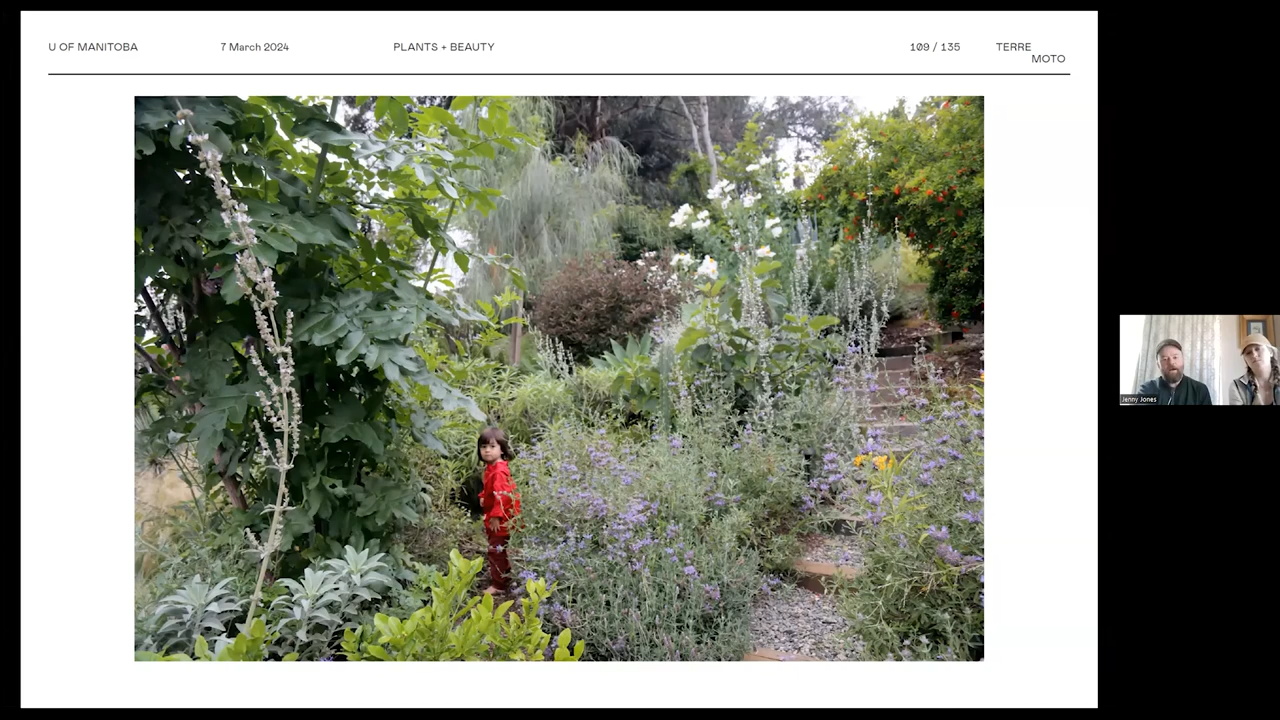 U OF MANITOBA
7 March 2024
PLANTS + BEAUTY
109 / 135
TERRE
MOTO
Jenny Jones